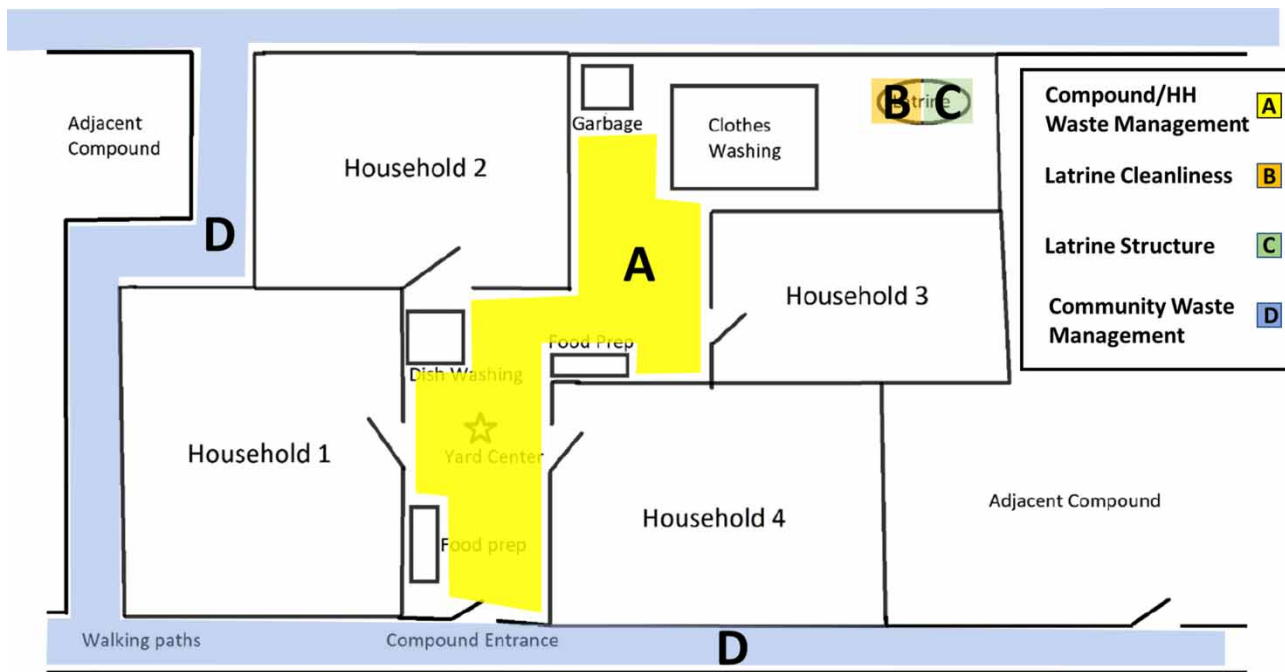 Adjacent
Compound
Household 2
Garbage
Clothes
Washing
Latrine
B
C
D
A
Household 3
Food Prep
Dish Washing
Household 1
Yard Center
Food prep
Household 4
Adjacent Compound
Walking paths
Compound Entrance
D
Compound/HH
Waste Management
A
Latrine Cleanliness
B
Latrine Structure
C
Community Waste
Management
D